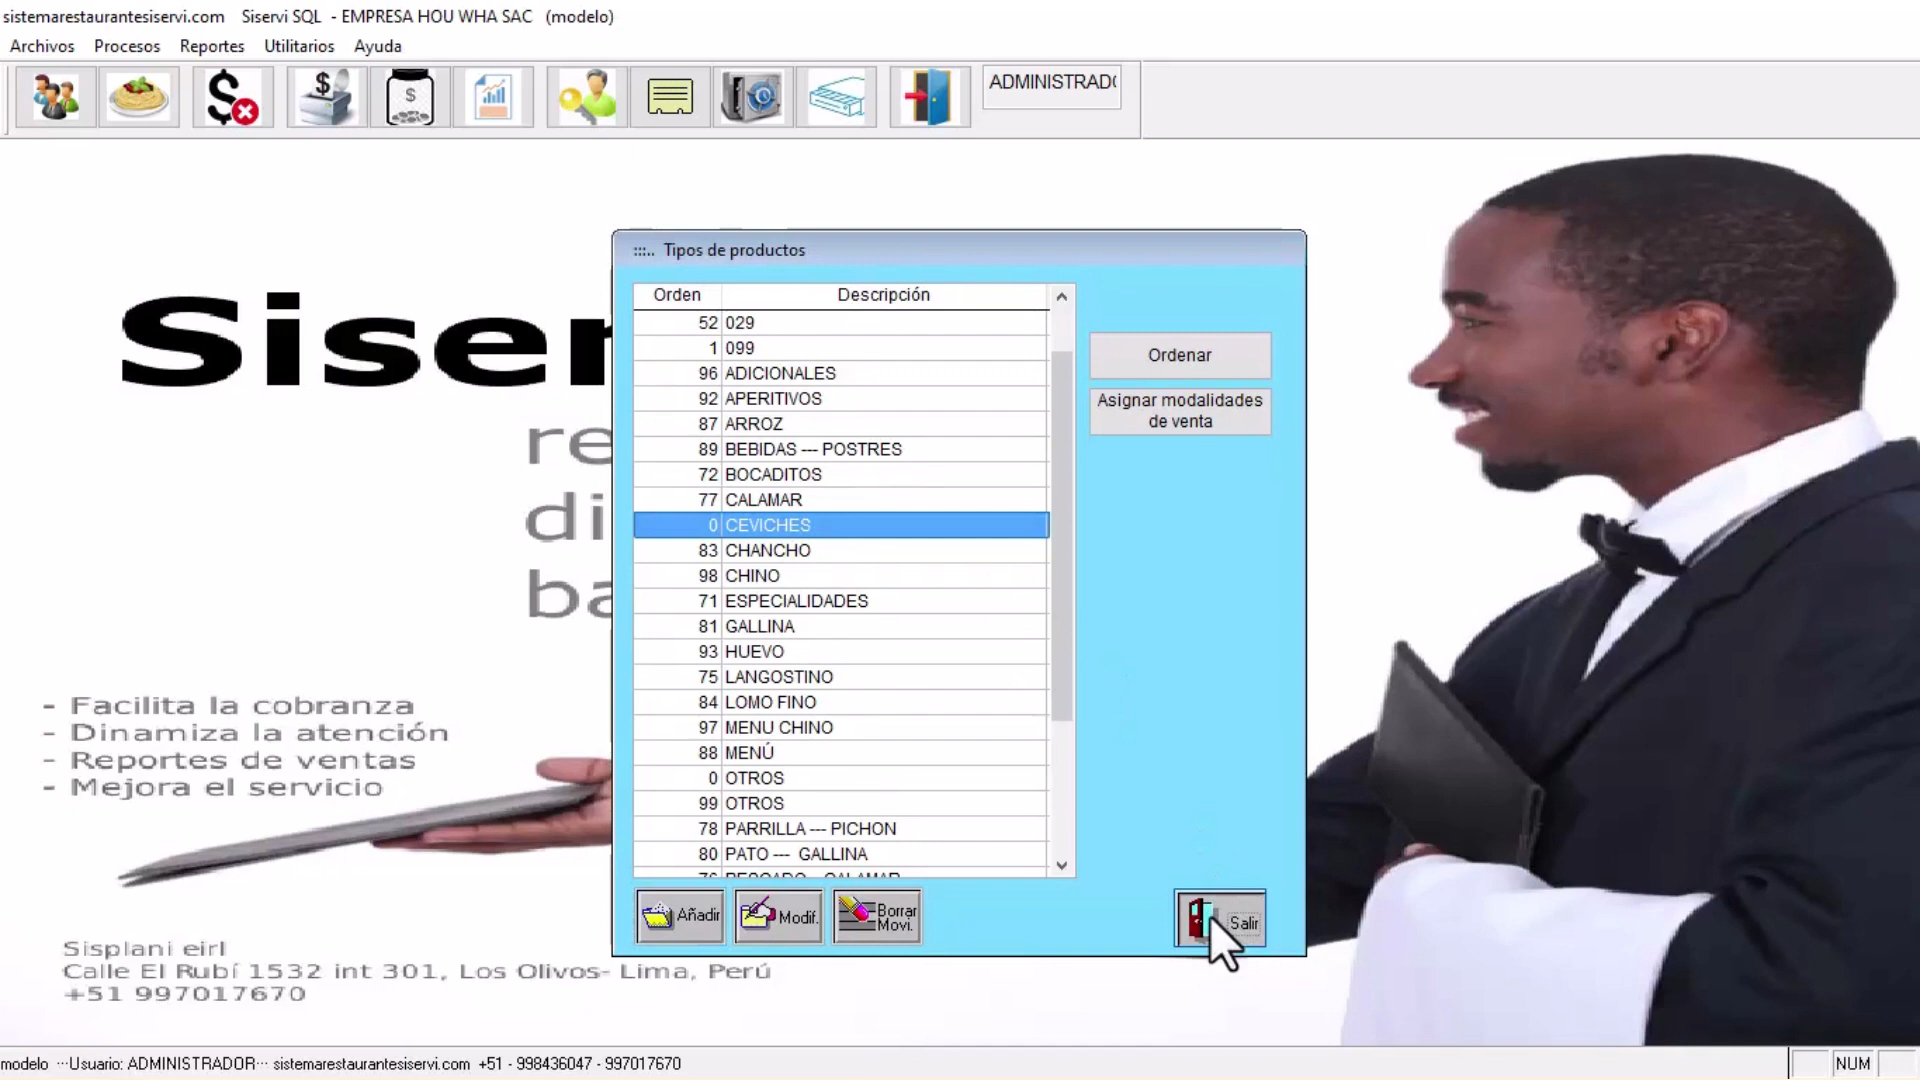 sistemarestaurantesiservi.com Siservi SQL - EMPRESA HOU WHA SAC (modelo)
Archivos Procesos Reportes Utilitarios Ayuda
$ $ ADMINISTRAD
Tipos de productos
Orden Descripción
52 029
1 099
96 ADICIONALES
92 APERITIVOS
87 ARROZ
89 BEBIDAS --- POSTRES
72 BOCADITOS
77 CALAMAR
0 CEVICHES
83 CHANCHO
98 CHINO
71 ESPECIALIDADES
81 GALLINA
93 HUEVO
75 LANGOSTINO
84 LOMO FINO
97 MENU CHINO
88 MENÚ
0 OTROS
99 OTROS
78 PARRILLA --- PICHON
80 PATO --- GALLINA
Ordenar
Asignar modalidades
de venta
Añadir Modif. Borrar
Movi.
Salir
Siser
re
di
ba
- Facilita la cobranza
- Dinamiza la atención
- Reportes de ventas
- Mejora el servicio
Sisplani eirl
Calle El Rubí 1532 int 301, Los Olivos- Lima, Perú
+51 997017670
modelo ···Usuario: ADMINISTRADOR··· sistemarestaurantesiservi.com +51 - 998436047 - 997017670
NUM